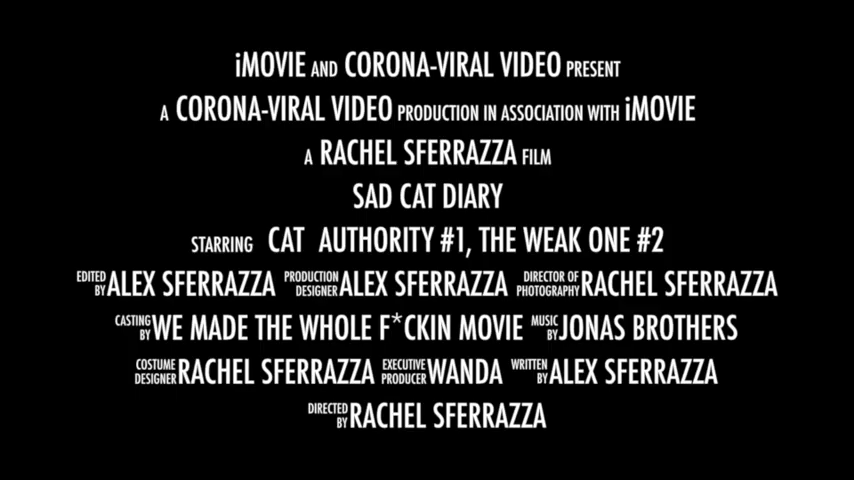 iMOVIE AND CORONA-VIRAL VIDEO PRESENT
A CORONA-VIRAL VIDEO PRODUCTION IN ASSOCIATION WITH iMOVIE
A RACHEL SFERRAZZA FILM
SAD CAT DIARY
STARRING CAT AUTHORITY #1, THE WEAK ONE #2
EDITED BY ALEX SFERRAZZA PRODUCTION DESIGNER ALEX SFERRAZZA DIRECTOR OF PHOTOGRAPHY RACHEL SFERRAZZA
CASTING BY WE MADE THE WHOLE F*CKIN MOVIE MUSIC BY JONAS BROTHERS
COSTUME DESIGNER RACHEL SFERRAZZA EXECUTIVE PRODUCER WANDA WRITTEN BY ALEX SFERRAZZA
DIRECTED BY RACHEL SFERRAZZA